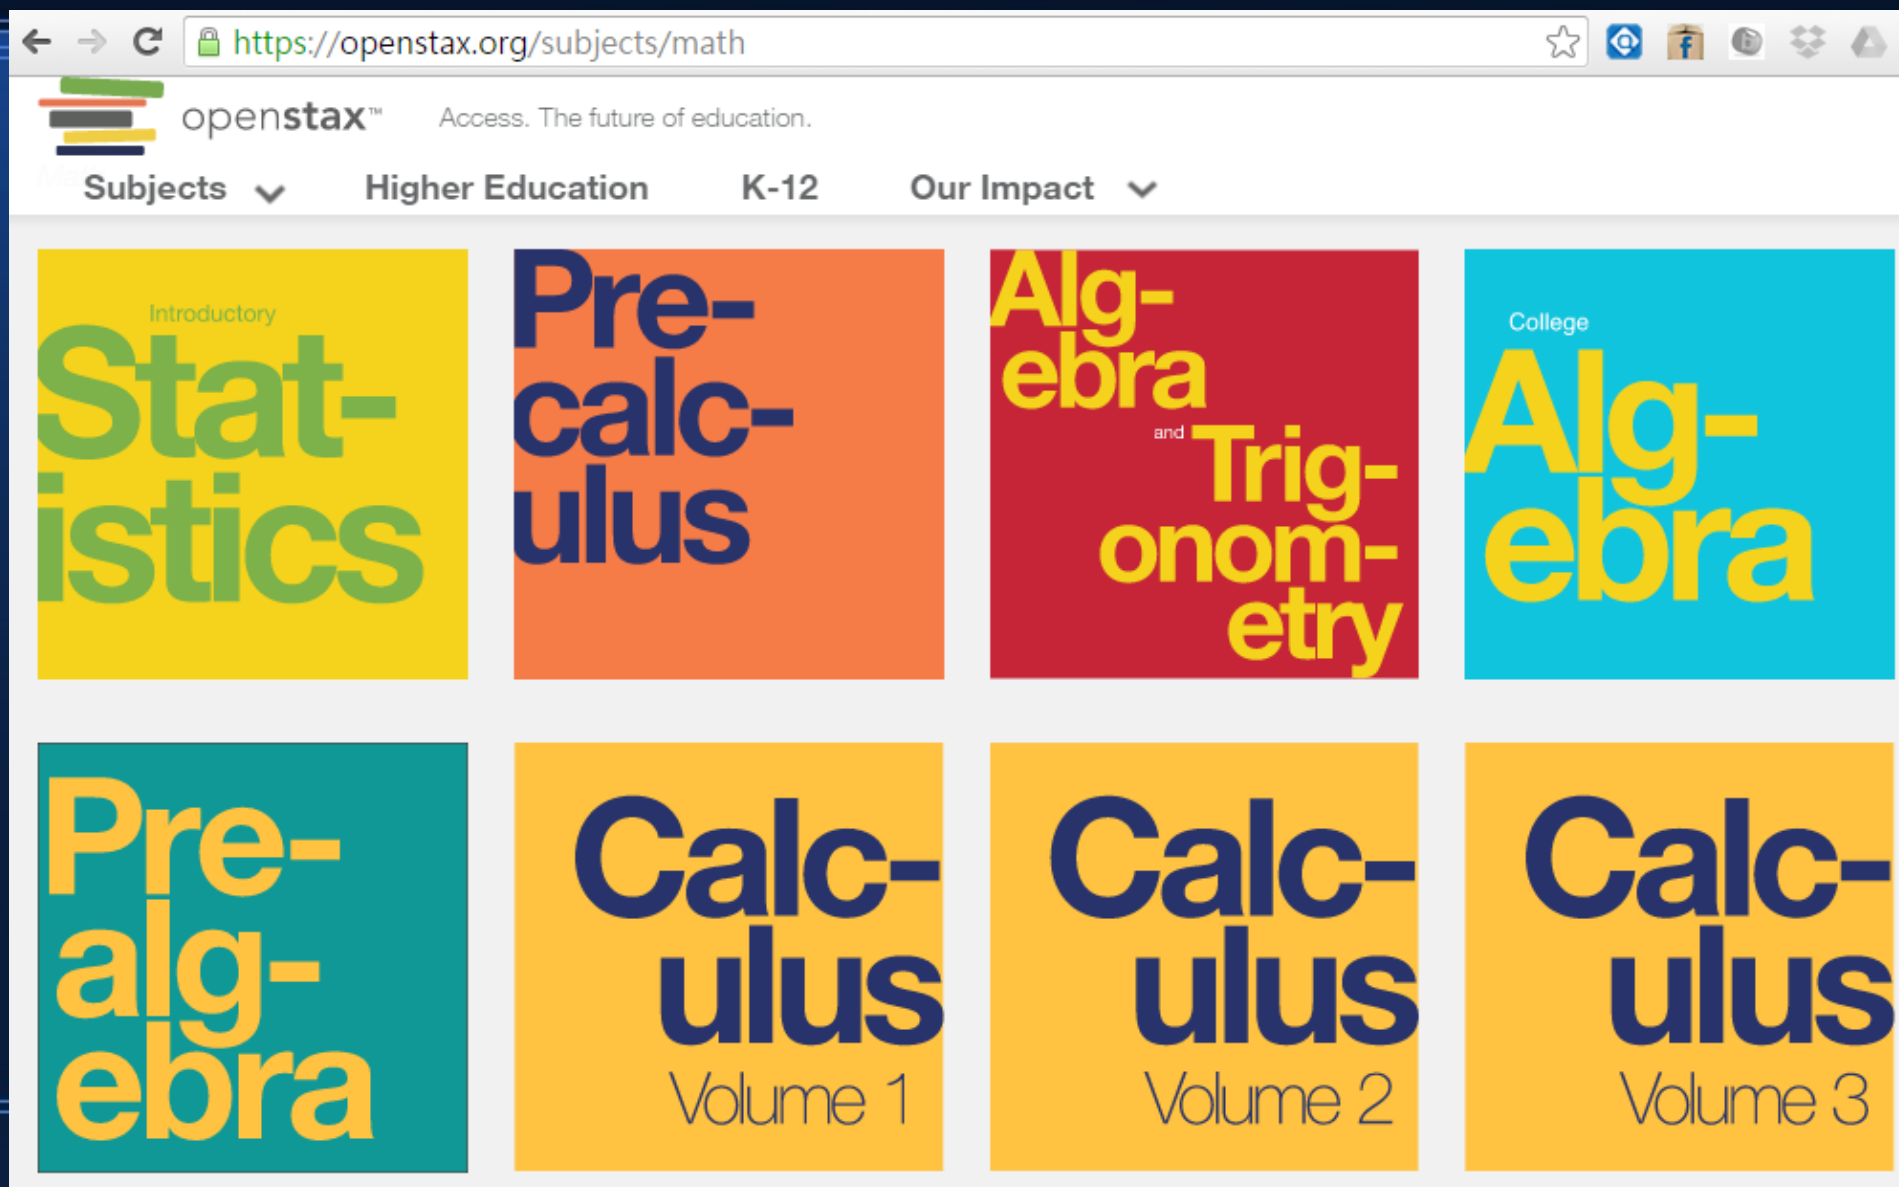 https://openstax.org/subjects/math
openstax™ Access. The future of education.
Subjects Higher Education K-12 Our Impact
Introductory
Stat-
istics
Pre-
calc-
ulus
Alg-
ebra
and
Trig-
onom-
etry
College
Alg-
ebra
Pre-
alg-
ebra
Calc-
ulus
Volume 1
Calc-
ulus
Volume 2
Calc-
ulus
Volume 3